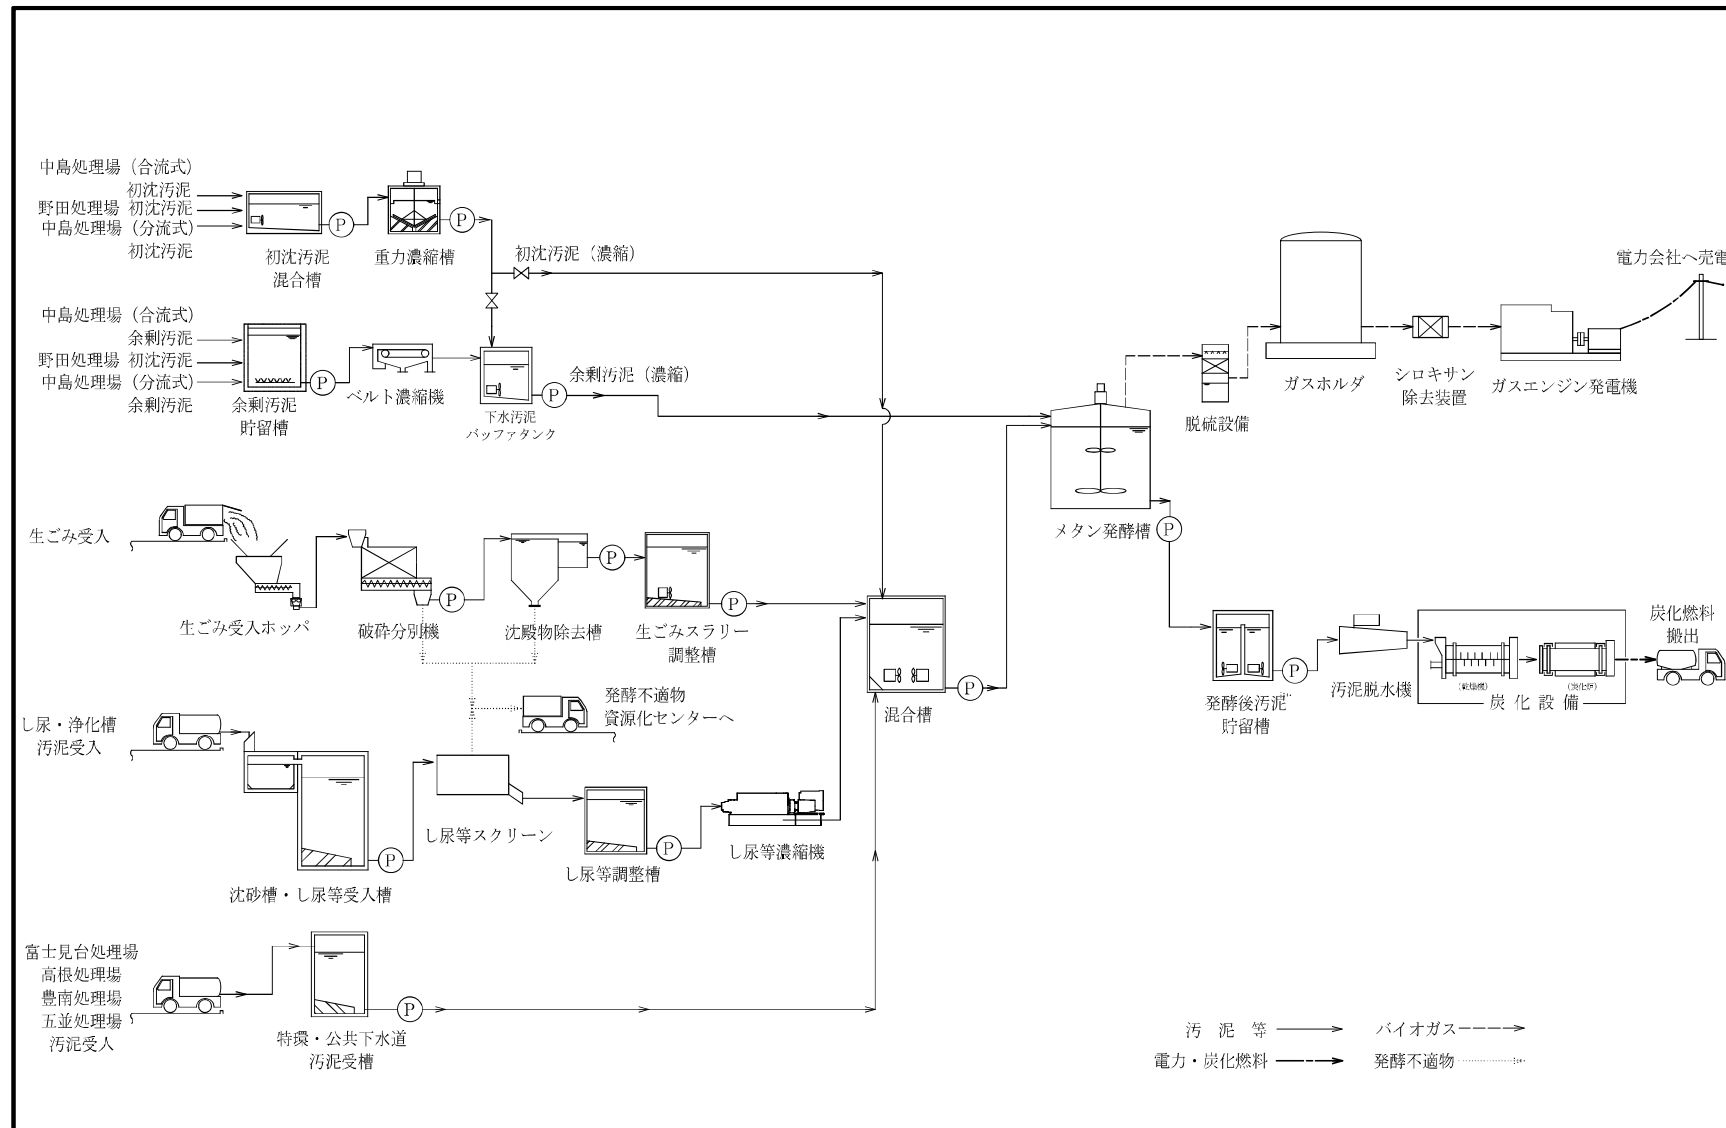 中島処理場（合流式）
初沈汚泥
野田処理場 初沈汚泥
中島処理場（分流式）
初沈汚泥
初沈汚泥
混合槽
P
重力濃縮槽
P
初沈汚泥（濃縮）
中島処理場（合流式）
余剰汚泥
野田処理場 初沈汚泥
中島処理場（分流式）
余剰汚泥
余剰汚泥
貯留槽
P
ベルト濃縮機
下水汚泥
バッファタンク
P
余剰汚泥（濃縮）
メタン発酵槽
P
脱硫設備
ガスホルダ
シロキサン
除去装置
ガスエンジン発電機
電力会社へ売電
生ごみ受入
生ごみ受入ホッパ
破砕分別機
P
沈殿物除去槽
P
生ごみスラリー
調整槽
P
混合槽
P
発酵後汚泥
貯留槽
P
汚泥脱水機
(乾燥機)
(炭化炉)
炭化設備
炭化燃料
搬出
発酵不適物
資源化センターへ
し尿・浄化槽
汚泥受入
沈砂槽・し尿等受入槽
P
し尿等スクリーン
し尿等調整槽
P
し尿等濃縮機
富士見台処理場
高根処理場
豊南処理場
五並処理場
汚泥受入
特環・公共下水道
汚泥受槽
P
汚泥等
バイオガス
電力・炭化燃料
発酵不適物